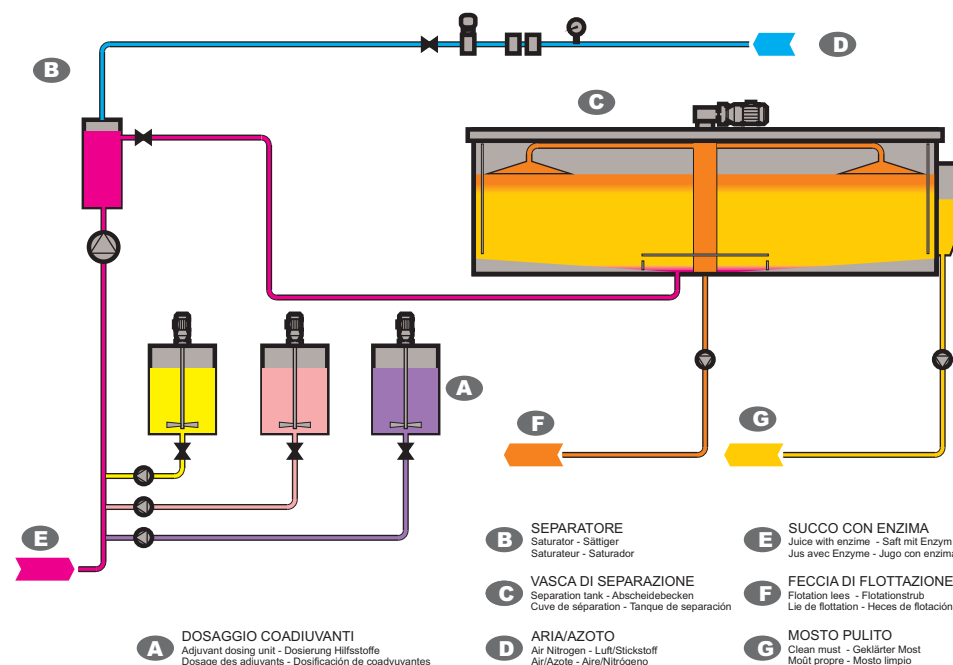 B
D
C
A
F
G
E
B
SEPARATORE
Saturator - Sättiger
Saturateur - Saturador
E
SUCCO CON ENZIMA
Juice with enzime - Saft mit Enzym
Jus avec Enzyme - Jugo con enzima
C
VASCA DI SEPARAZIONE
Separation tank - Abscheidebecken
Cuve de séparation - Tanque de separación
F
FECCIA DI FLOTTAZIONE
Flotation lees - Flotationstrub
Lie de flottation - Heces de flotación
A
DOSAGGIO COADIUVANTI
Adjuvant dosing unit - Dosierung Hilfsstoffe
Dosage des adjuvants - Dosificación de coadyuvantes
D
ARIA/AZOTO
Air Nitrogen - Luft/Stickstoff
Air/Azote - Aire/Nitrógeno
G
MOSTO PULITO
Clean must - Geklärter Most
Moût propre - Mosto limpio